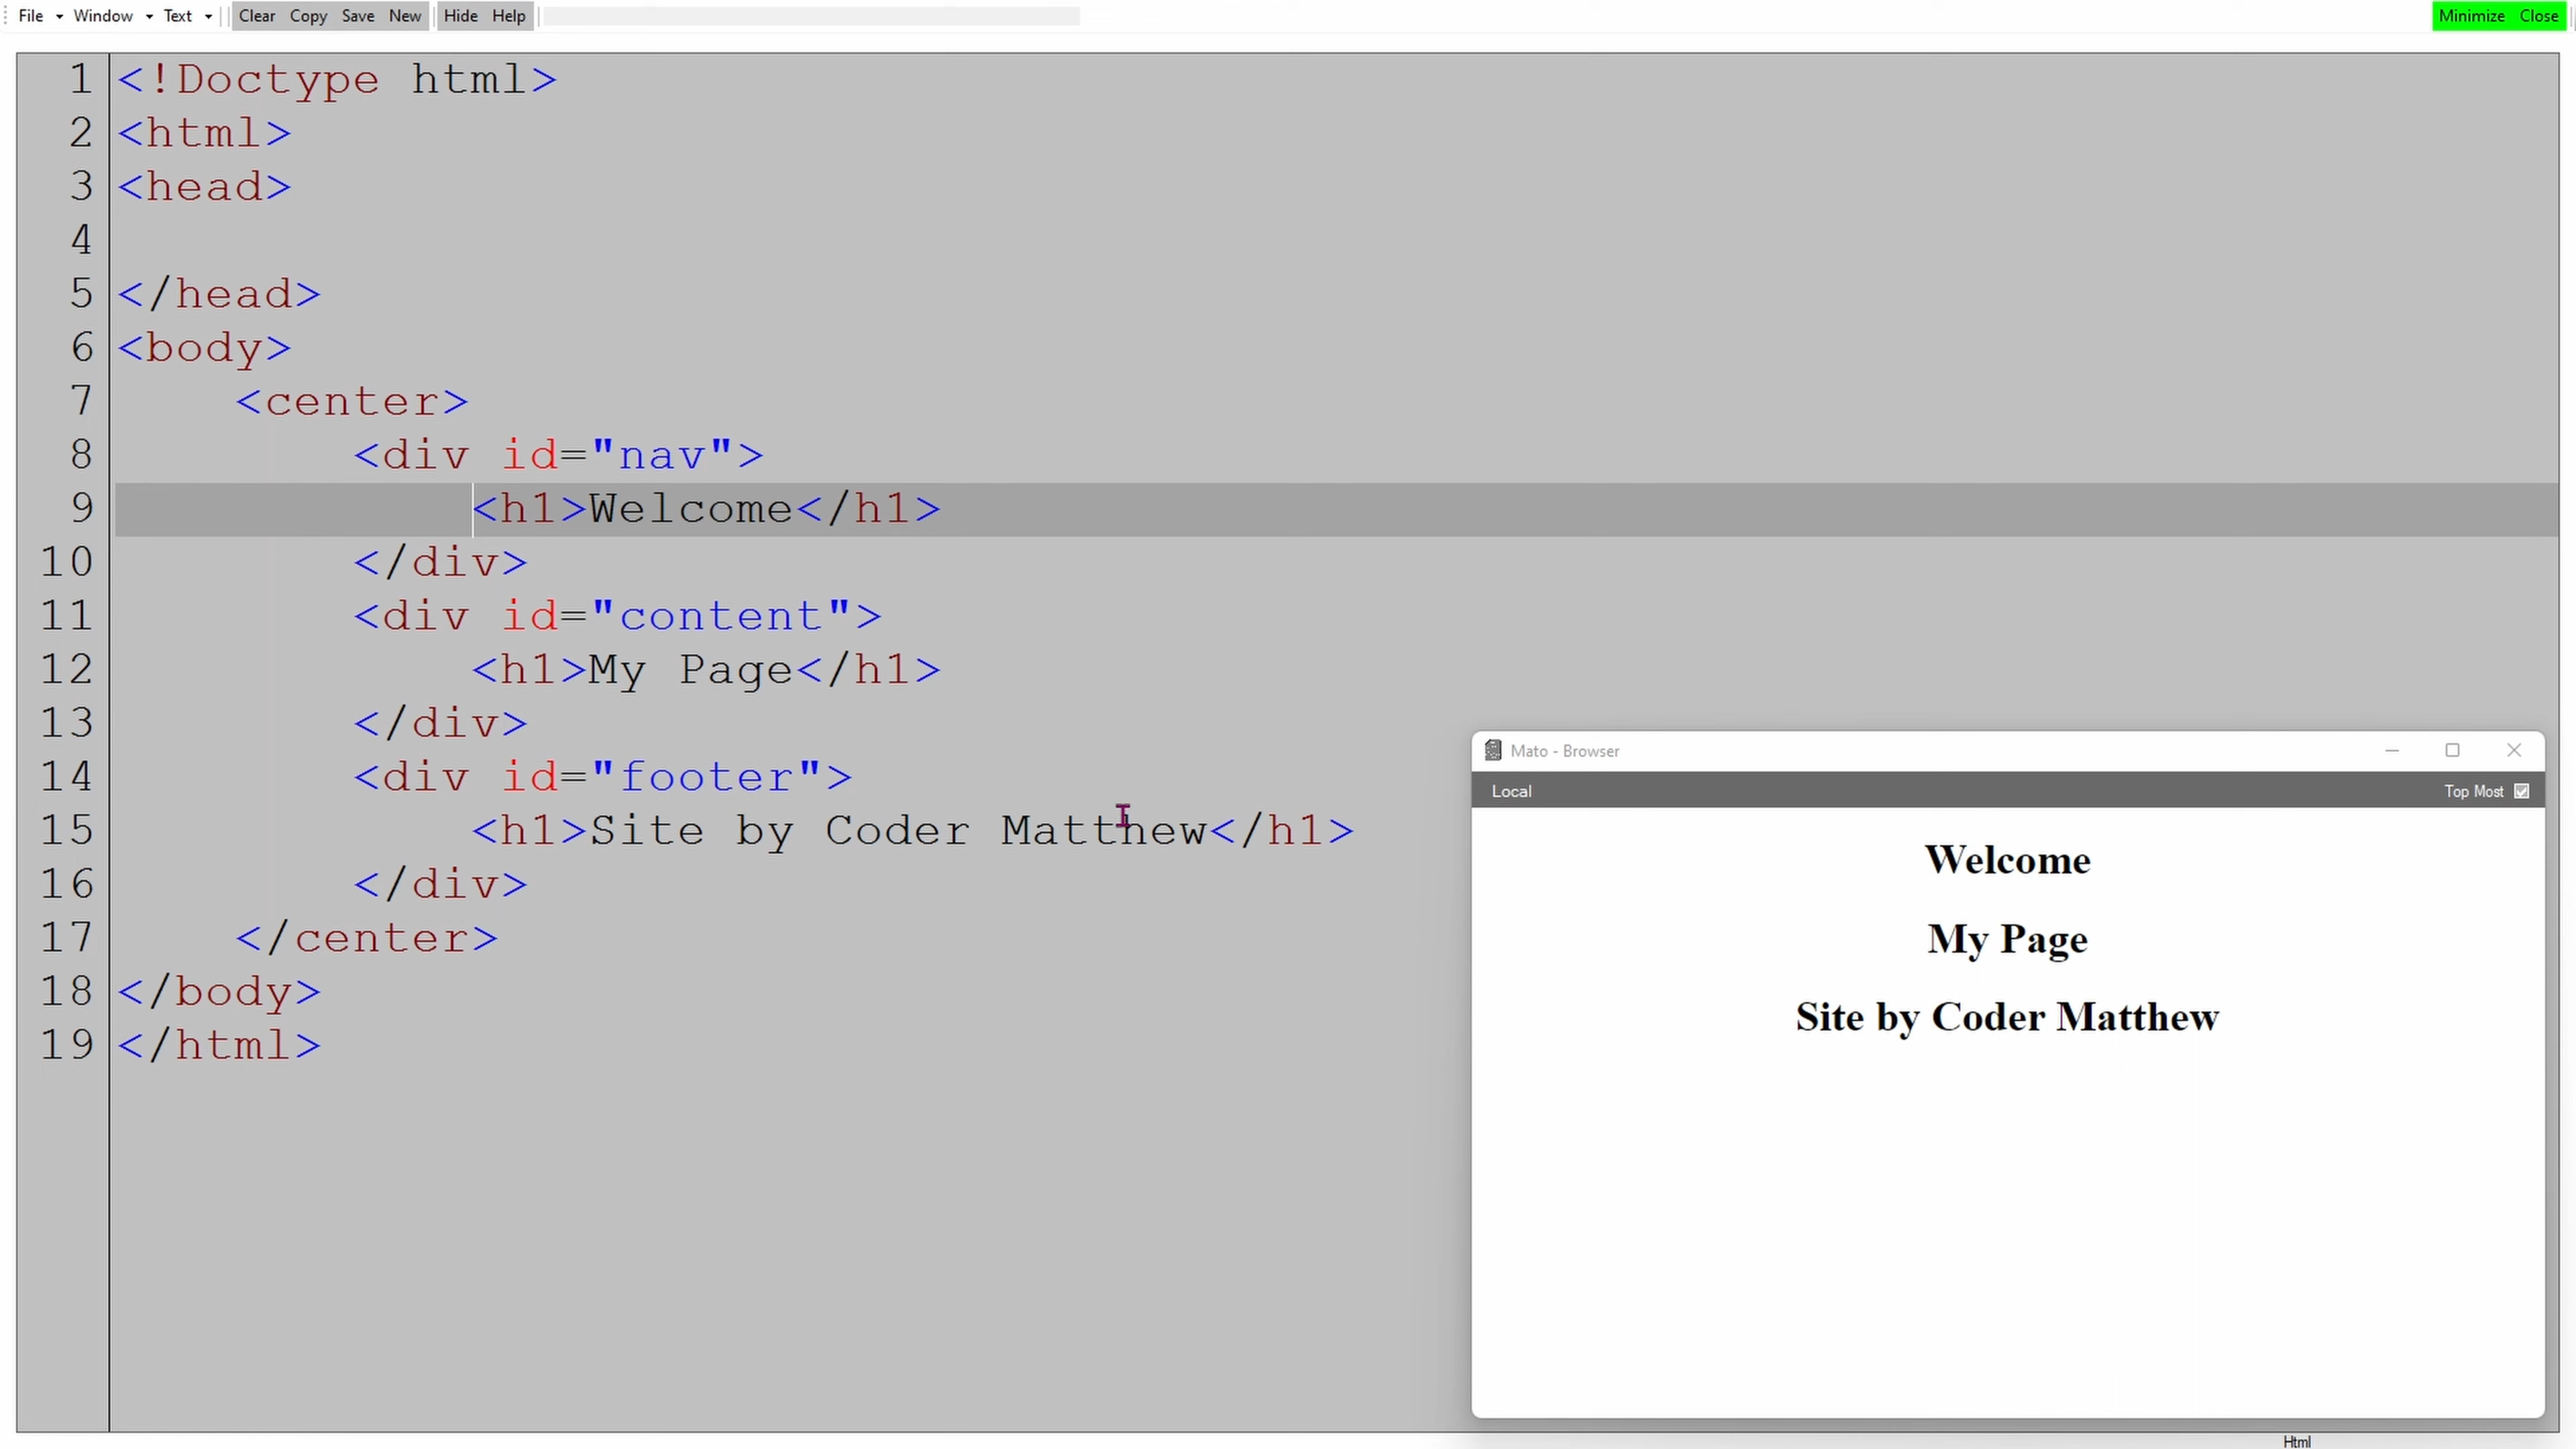 File Window Text Clear Copy Save New Hide Help Minimize Close
1 <!Doctype html>
2 <html>
3 <head>
4
5 </head>
6 <body>
7 <center>
8 <div id="nav">
9 <h1>Welcome</h1>
10 </div>
11 <div id="content">
12 <h1>My Page</h1>
13 </div>
14 <div id="footer">
15 <h1>Site by Coder Matthew</h1>
16 </div>
17 </center>
18 </body>
19 </html>
Mato - Browser
Local Top Most
Welcome
My Page
Site by Coder Matthew
Html